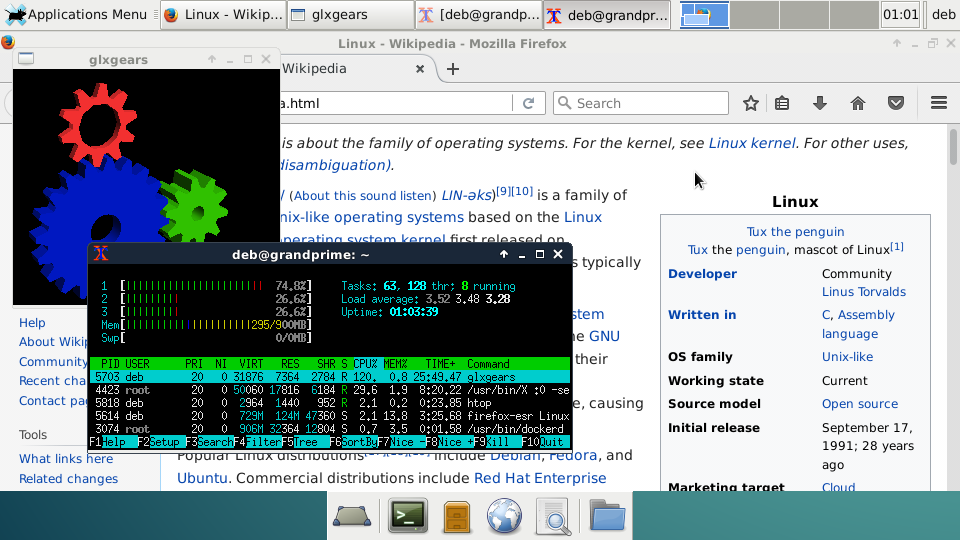 Applications Menu
Linux - Wikip...
glxgears
[deb@grandp...
deb@grandpri...
01:01
deb
Linux - Wikipedia - Mozilla Firefox
glxgears
Wikipedia
a.html
Search
is about the family of operating systems. For the kernel, see Linux kernel. For other uses,
disambiguation).
/ (About this sound listen) LIN-əks)[9][10] is a family of
nix-like operating systems based on the Linux
operating system kernel first released on
s typically
stem
e GNU
their
e, causing
Popular Linux distributions include Debian, Fedora, and
Ubuntu. Commercial distributions include Red Hat Enterprise
Linux
Tux the penguin
Tux the penguin, mascot of Linux[1]
Developer Community
Linus Torvalds
Written in C, Assembly
language
OS family Unix-like
Working state Current
Source model Open source
Initial release September 17,
1991; 28 years
ago
Marketing target Cloud
Help
About Wikip
Community
Recent cha
Contact pa
Tools
What links here
Related changes
deb@grandprime: ~
1 [|||||||||||||||||||||||| 74.8%]
2 [||||||||| 26.6%]
3 [||||||||| 26.6%]
Mem[||||||||||||||||||||||295/900MB]
Swp[ 0/0MB]
Tasks: 63, 128 thr; 8 running
Load average: 3.52 3.48 3.28
Uptime: 01:03:39
PID USER PRI NI VIRT RES SHR S CPU% MEM% TIME+ Command
5703 deb 20 0 31876 7364 2784 R 120. 0.8 25:49.47 glxgears
4423 root 20 0 50060 17816 6184 R 29.6 1.9 8:20.22 /usr/bin/X :0 -se
5818 deb 20 0 2964 1440 952 R 2.1 0.2 0:23.85 htop
5614 deb 20 0 729M 124M 47360 S 2.1 13.8 3:25.68 firefox-esr Linux
3074 root 20 0 906M 32364 12804 S 0.7 3.5 0:01.58 /usr/bin/dockerd
F1Help F2Setup F3SearchF4FilterF5Tree F6SortByF7Nice -F8Nice +F9Kill F10Quit